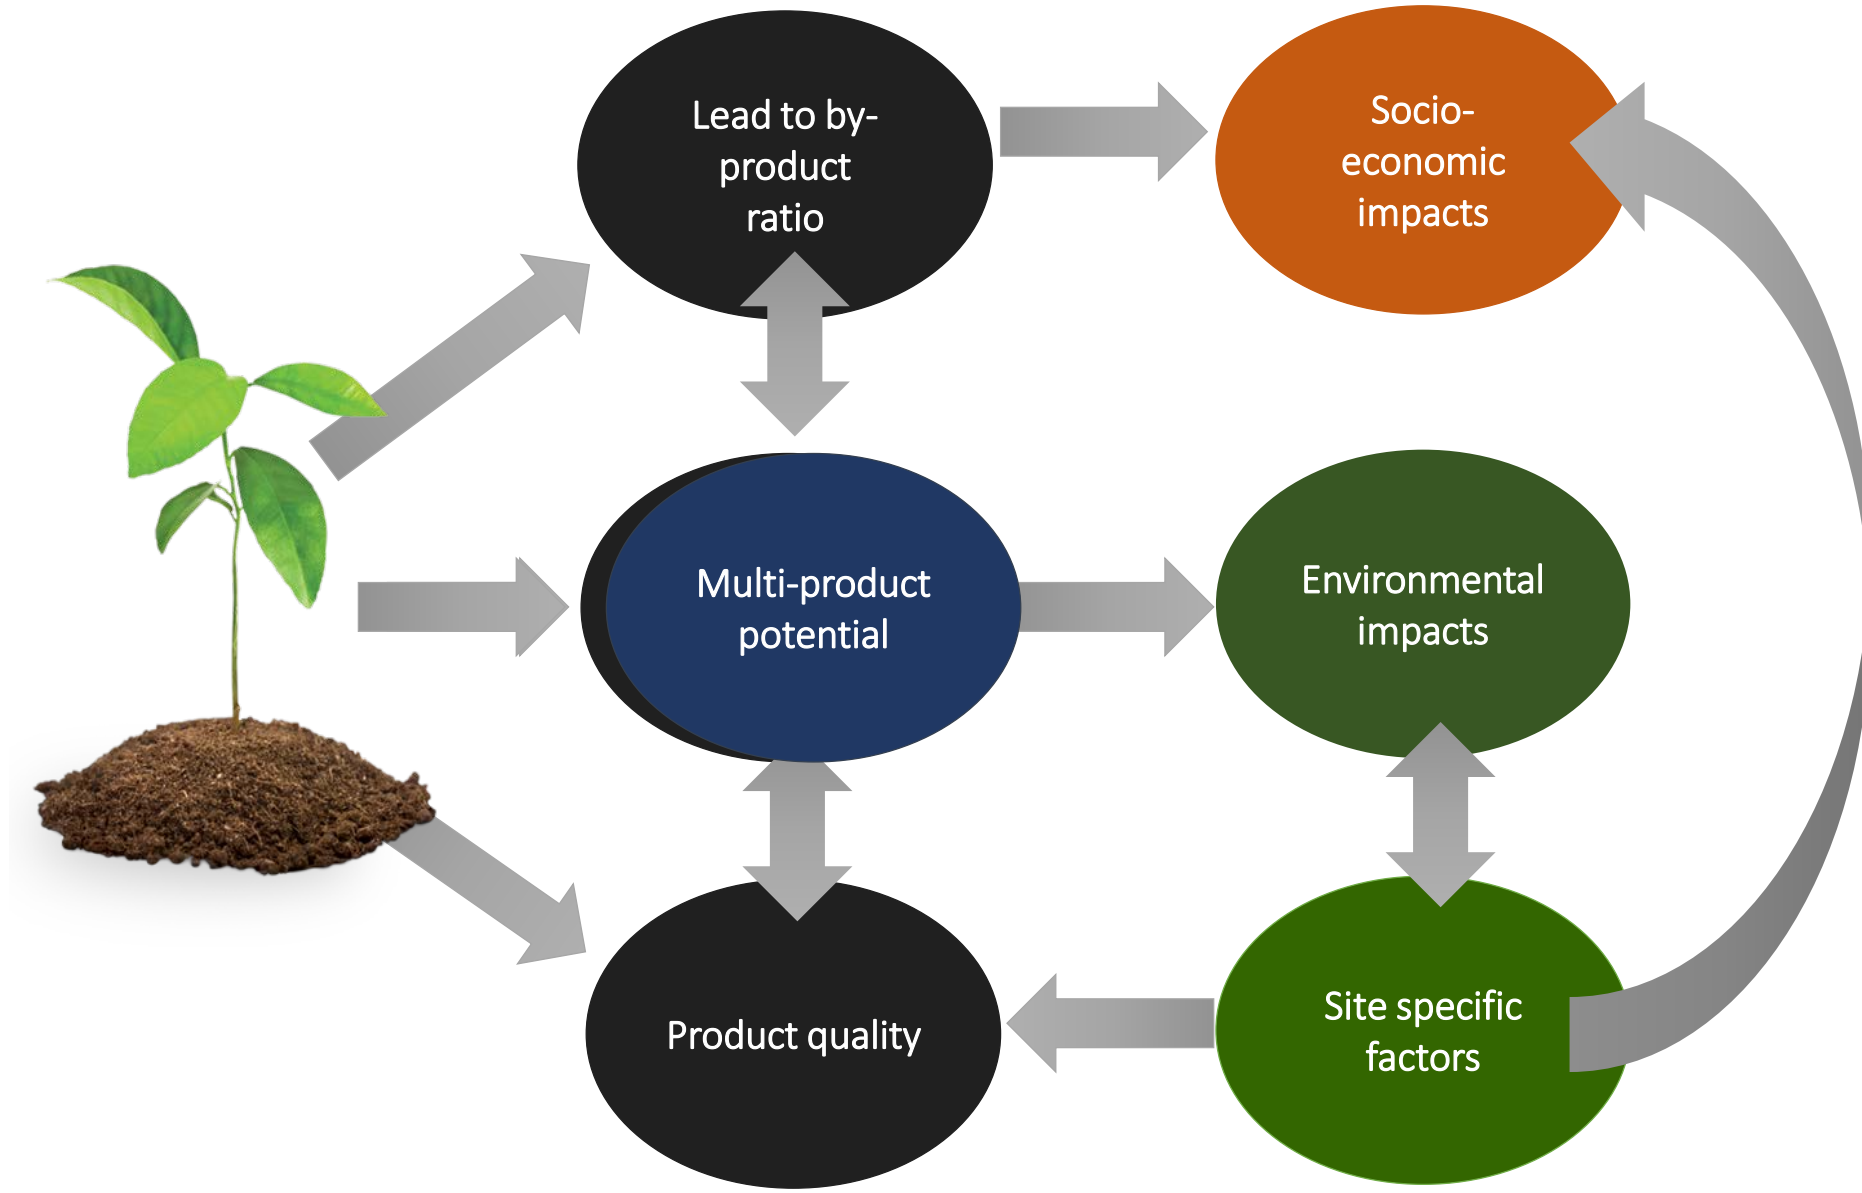 Lead to by-
product
ratio
Socio-
economic
impacts
Multi-product
potential
Environmental
impacts
Product quality
Site specific
factors